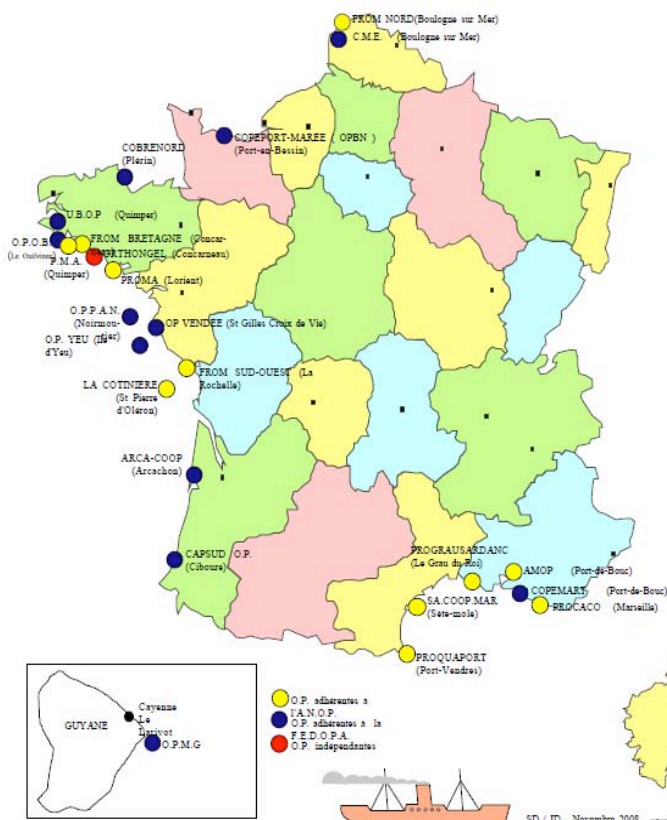 FROM NORD(Boulogne sur Mer)
C.M.E. (Boulogne sur Mer)
COPEPORT-MAREE ( OPBN )
(Port-en-Bessin)
COBRENORD
(Plerin)
U.B.O.P (Quimper)
O.P.O.B
(Le Guilvinec)
FROM BRETAGNE (Concar-
ORTHONGEL (Concarneau)
P.M.A.
(Quimper)
PROMA (Lorient)
O.P.P.A.N.
(Noirmou-
tier)
OP VENDEE (St Gilles Croix de Vie)
O.P. YEU (Ile
d'Yeu)
FROM SUD-OUEST (La
Rochelle)
LA COTINIERE
(St Pierre
d'Oléron)
ARCA-COOP
(Arcachon)
CAPSUD O.P.
(Ciboure)
PROGRAUSARDANC
(Le Grau du Roi)
AMOP (Port-de-Bouc)
COPEMART (Port-de-Bouc)
PROCACO (Marseille)
SA.COOP.MAR
(Sète-mole)
PROQUAPORT
(Port-Vendres)
GUYANE
Cayenne
Le
Larivot
O.P.M.G
O.P. adhérentes à
l'A.N.O.P.
O.P. adhérentes à la
F.E.D.O.P.A.
O.P. indépendantes
SD / JD Novembre 2008